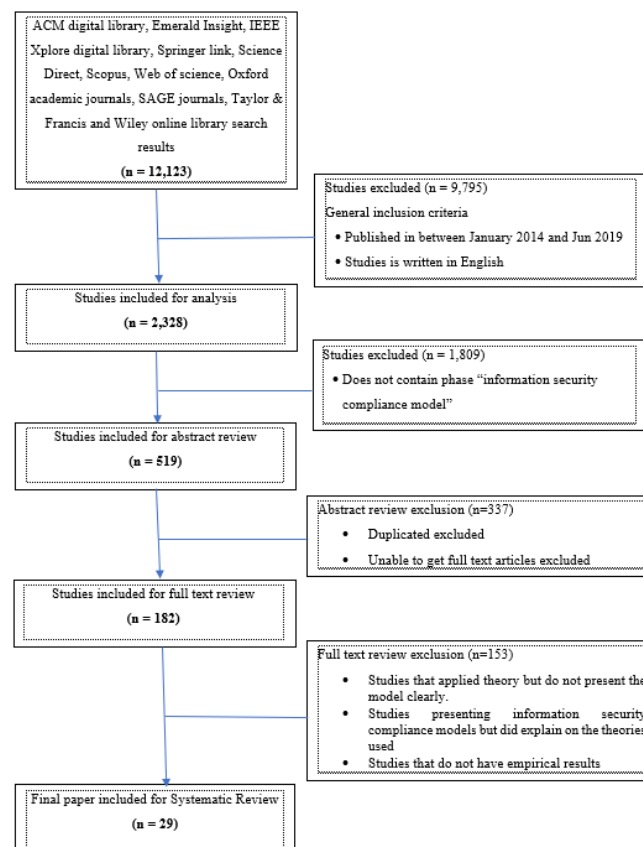 ACM digital library, Emerald Insight, IEEE
Xplore digital library, Springer link, Science
Direct, Scopus, Web of science, Oxford
academic journals, SAGE journals, Taylor &
Francis and Wiley online library search
results
(n = 12,123)
Studies excluded (n = 9,795)
General inclusion criteria
• Published in between January 2014 and Jun 2019
• Studies is written in English
Studies included for analysis
(n = 2,328)
Studies excluded (n = 1,809)
• Does not contain phase “information security
compliance model”
Studies included for abstract review
(n = 519)
Abstract review exclusion (n=337)
• Duplicated excluded
• Unable to get full text articles excluded
Studies included for full text review
(n = 182)
Full text review exclusion (n=153)
• Studies that applied theory but do not present the
model clearly.
• Studies presenting information security
compliance models but did explain on the theories
used
• Studies that do not have empirical results
Final paper included for Systematic Review
(n = 29)